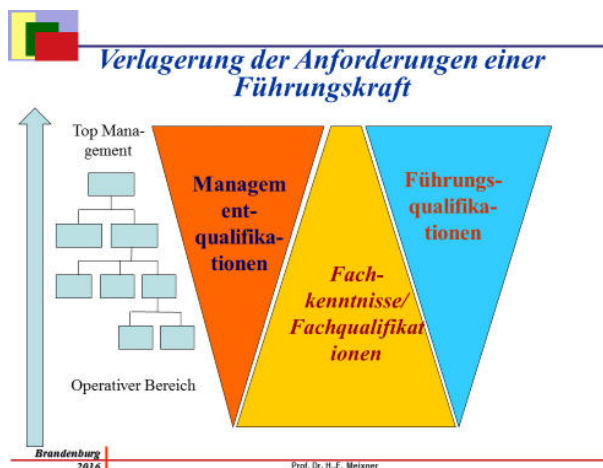 Verlagerung der Anforderungen einer
Führungskraft
Top Mana-
gement
Managem
ent-
qualifika-
tionen
Führungs-
qualifika-
tionen
Fach-
kenntnisse/
Fachqualifikat
ionen
Operativer Bereich
Brandenburg
2016
Prof. Dr. H.-E. Meixner